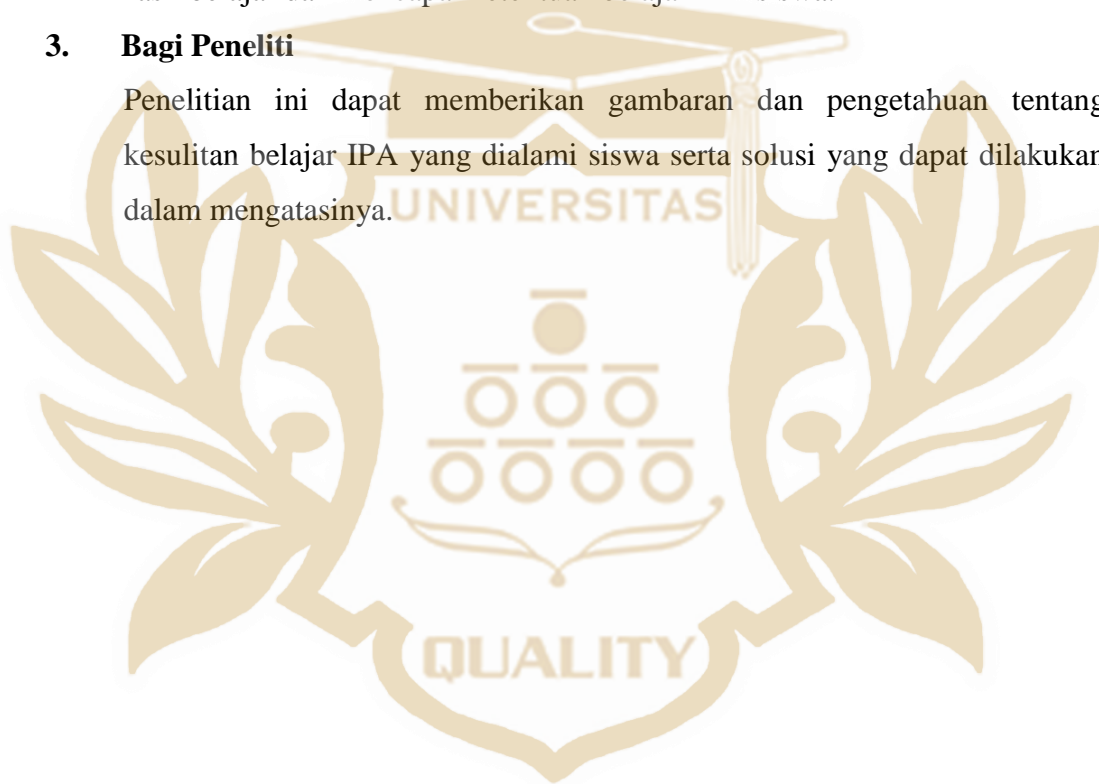 3. Bagi Peneliti
Penelitian ini dapat memberikan gambaran dan pengetahuan tentang
kesulitan belajar IPA yang dialami siswa serta solusi yang dapat dilakukan
dalam mengatasinya.
UNIVERSITAS
QUALITY